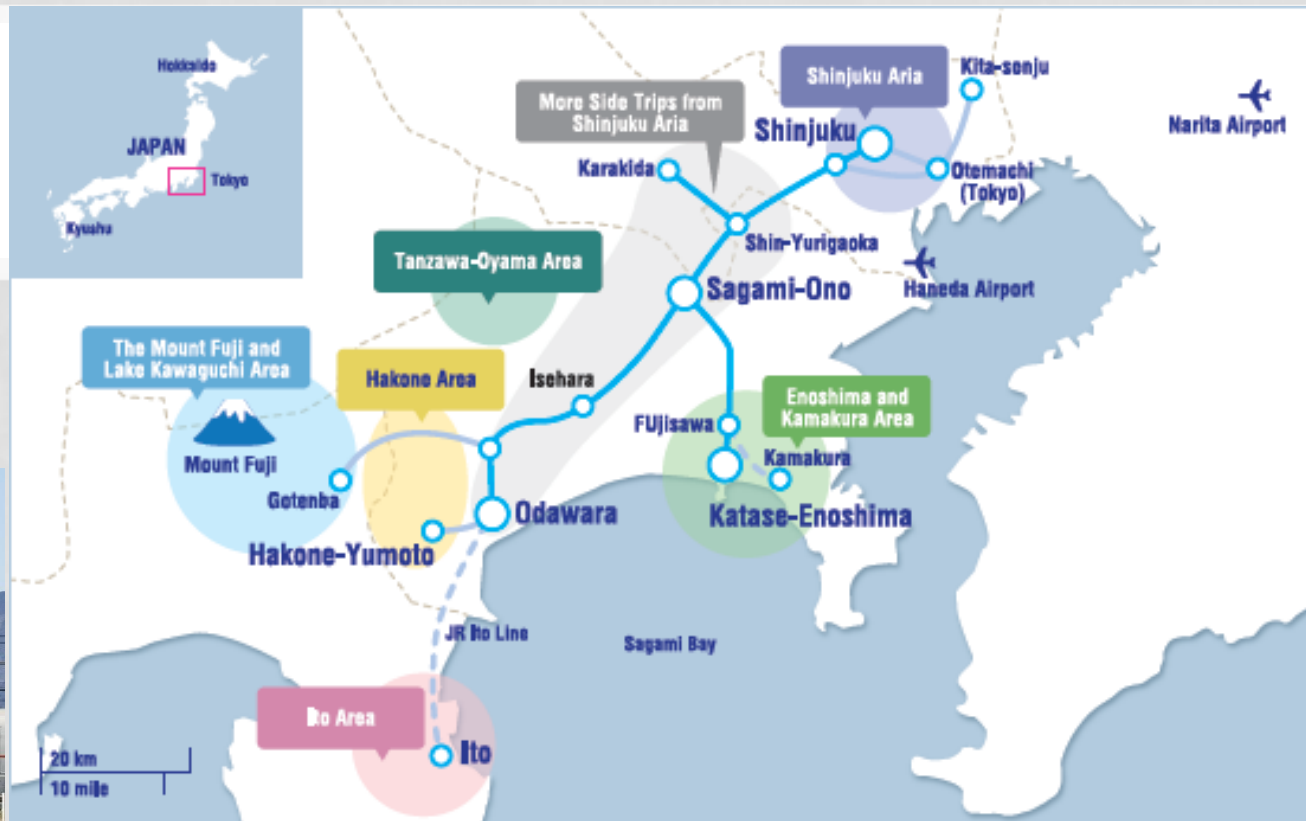 Hokkaido
JAPAN
Tokyo
Kyushu
More Side Trips from
Shinjuku Aria
Shinjuku Aria
Kita-sonju
Narita Airport
Shinjuku
Karakida
Otemachi
(Tokyo)
Shin-Yurigaoka
Tanzawa-Oyama Area
Sagami-Ono
Haneda Airport
The Mount Fuji and
Lake Kawaguchi Area
Hakone Area
Isehara
Enoshima and
Kamakura Area
FUjisawa
Kamakura
Mount Fuji
Gotenba
Odawara
Katase-Enoshima
Hakone-Yumoto
JR Ito Line
Sagami Bay
Ito Area
Ito
20 km
10 mile